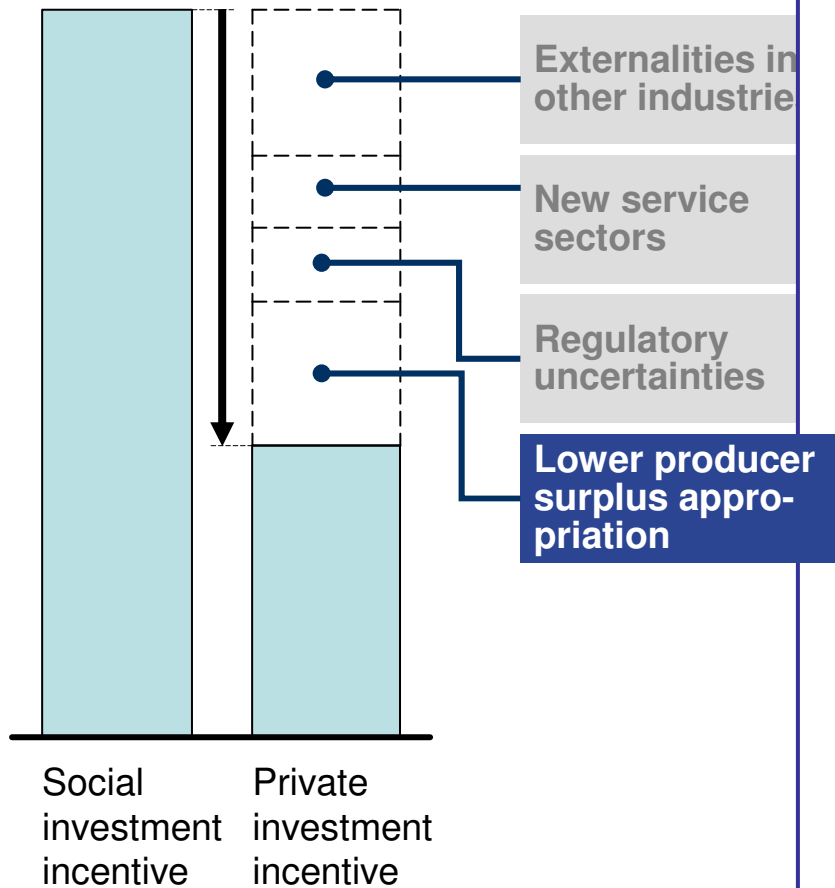 Externalities in
other industrie
New service
sectors
Regulatory
uncertainties
Lower producer
surplus appro-
priation
Social
investment
incentive
Private
investment
incentive